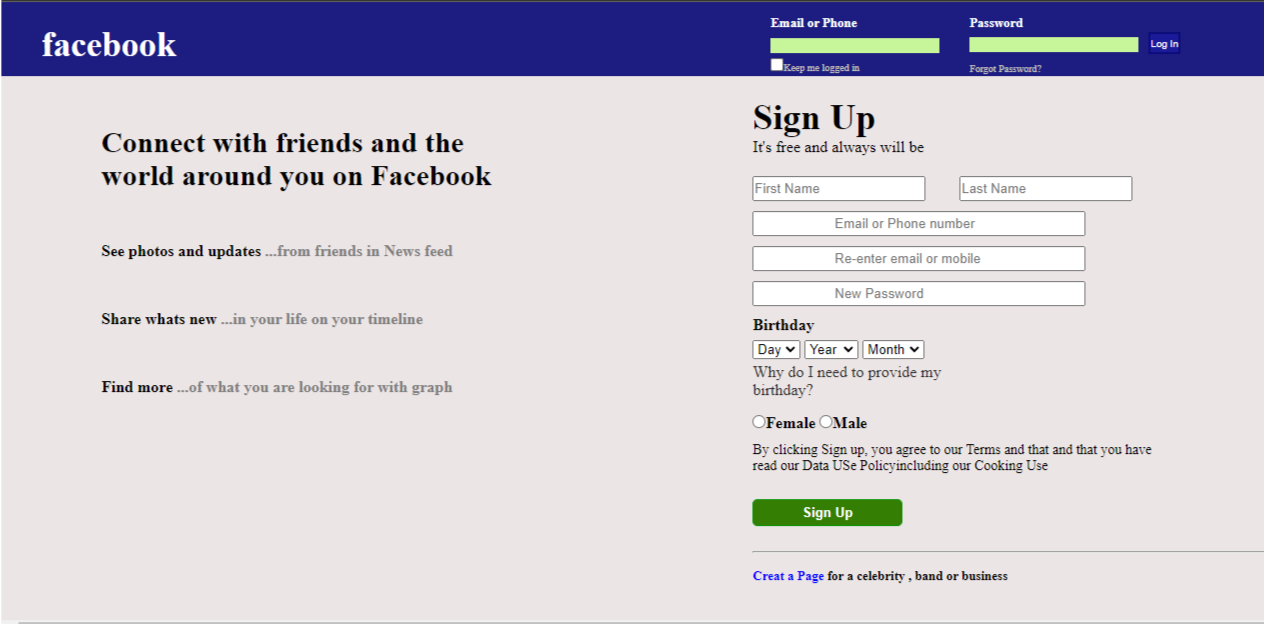 facebook
Email or Phone
Password
Log In
Keep me logged in
Forgot Password?
Connect with friends and the
world around you on Facebook
See photos and updates ...from friends in News feed
Share whats new ...in your life on your timeline
Find more ...of what you are looking for with graph
Sign Up
It's free and always will be
First Name
Last Name
Email or Phone number
Re-enter email or mobile
New Password
Birthday
Day Year Month
Why do I need to provide my
birthday?
Female Male
By clicking Sign up, you agree to our Terms and that and that you have
read our Data USe Policyincluding our Cooking Use
Sign Up
Creat a Page for a celebrity , band or business